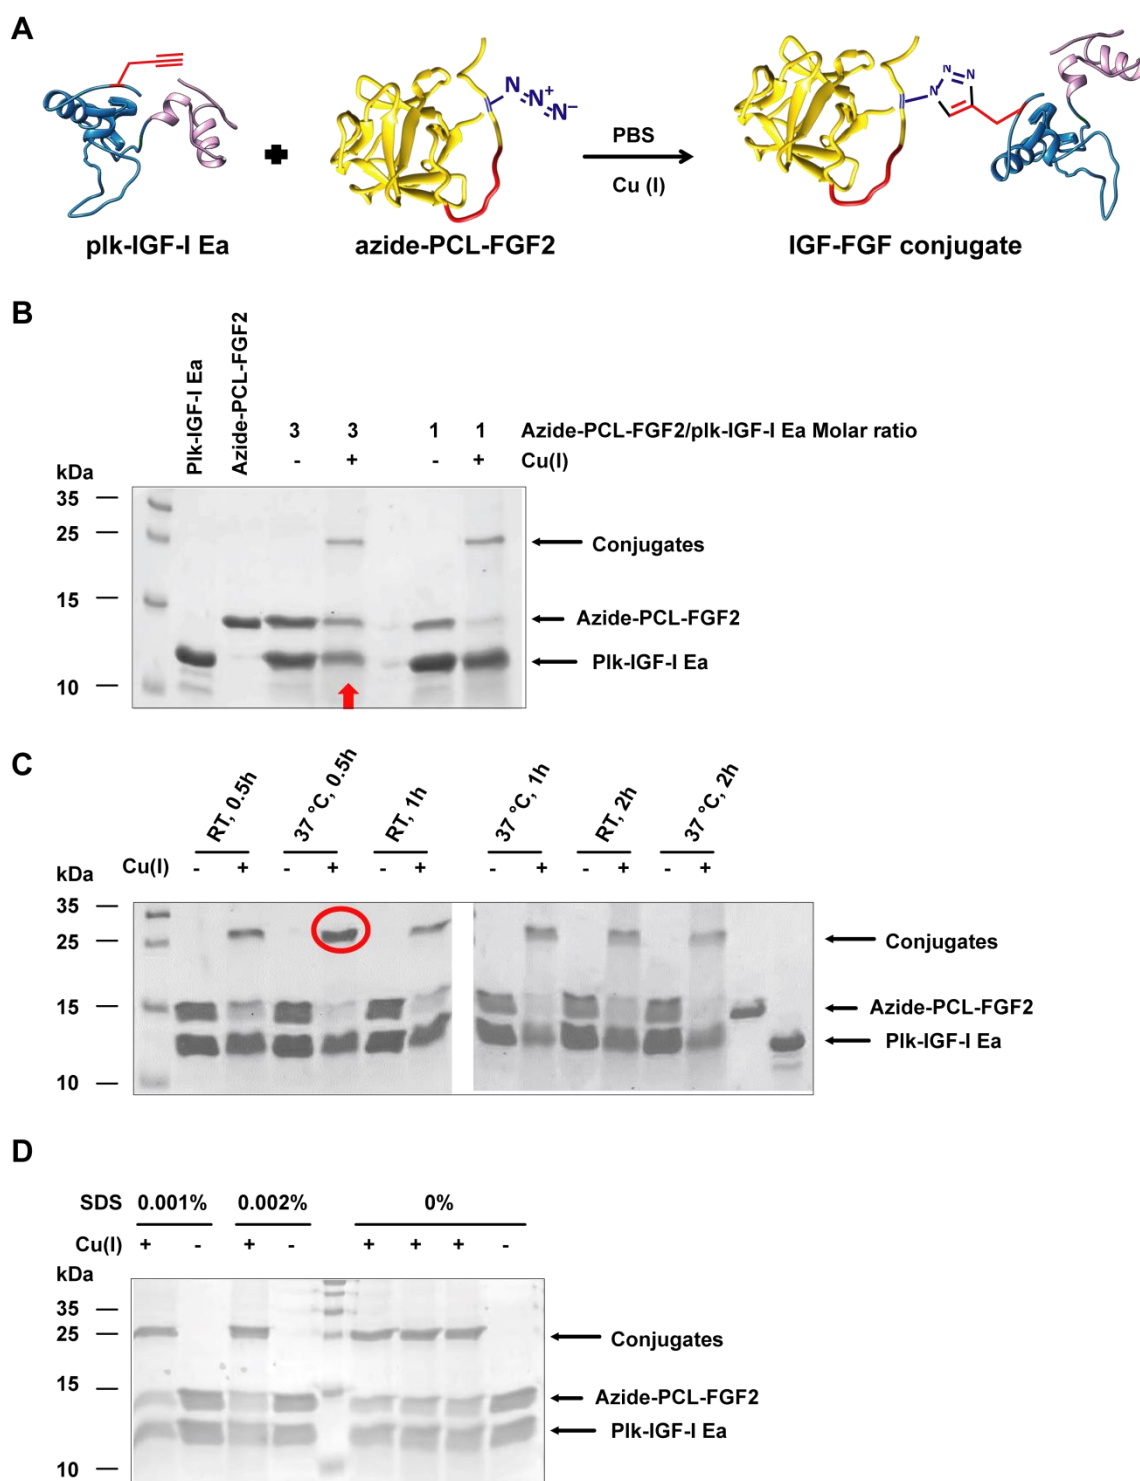 A
N N+ N−
N N N
PBS
Cu (I)
plk-IGF-I Ea
azide-PCL-FGF2
IGF-FGF conjugate
B
Plk-IGF-I Ea
Azide-PCL-FGF2
3 3 1 1 Azide-PCL-FGF2/plk-IGF-I Ea Molar ratio
- + - + Cu(I)
kDa
35
25
Conjugates
15
Azide-PCL-FGF2
Plk-IGF-I Ea
10
C
RT, 0.5h
37 °C, 0.5h
RT, 1h
37 °C, 1h
RT, 2h
37 °C, 2h
Cu(I) - + - + - + - + - + - +
kDa
35
25
Conjugates
15
Azide-PCL-FGF2
Plk-IGF-I Ea
10
D
SDS 0.001% 0.002% 0%
Cu(I) + - + - + + + -
kDa
35
25
Conjugates
15
Azide-PCL-FGF2
Plk-IGF-I Ea
10